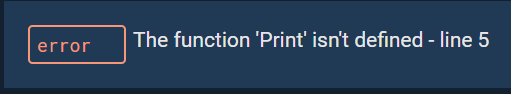 error The function 'Print' isn't defined - line 5